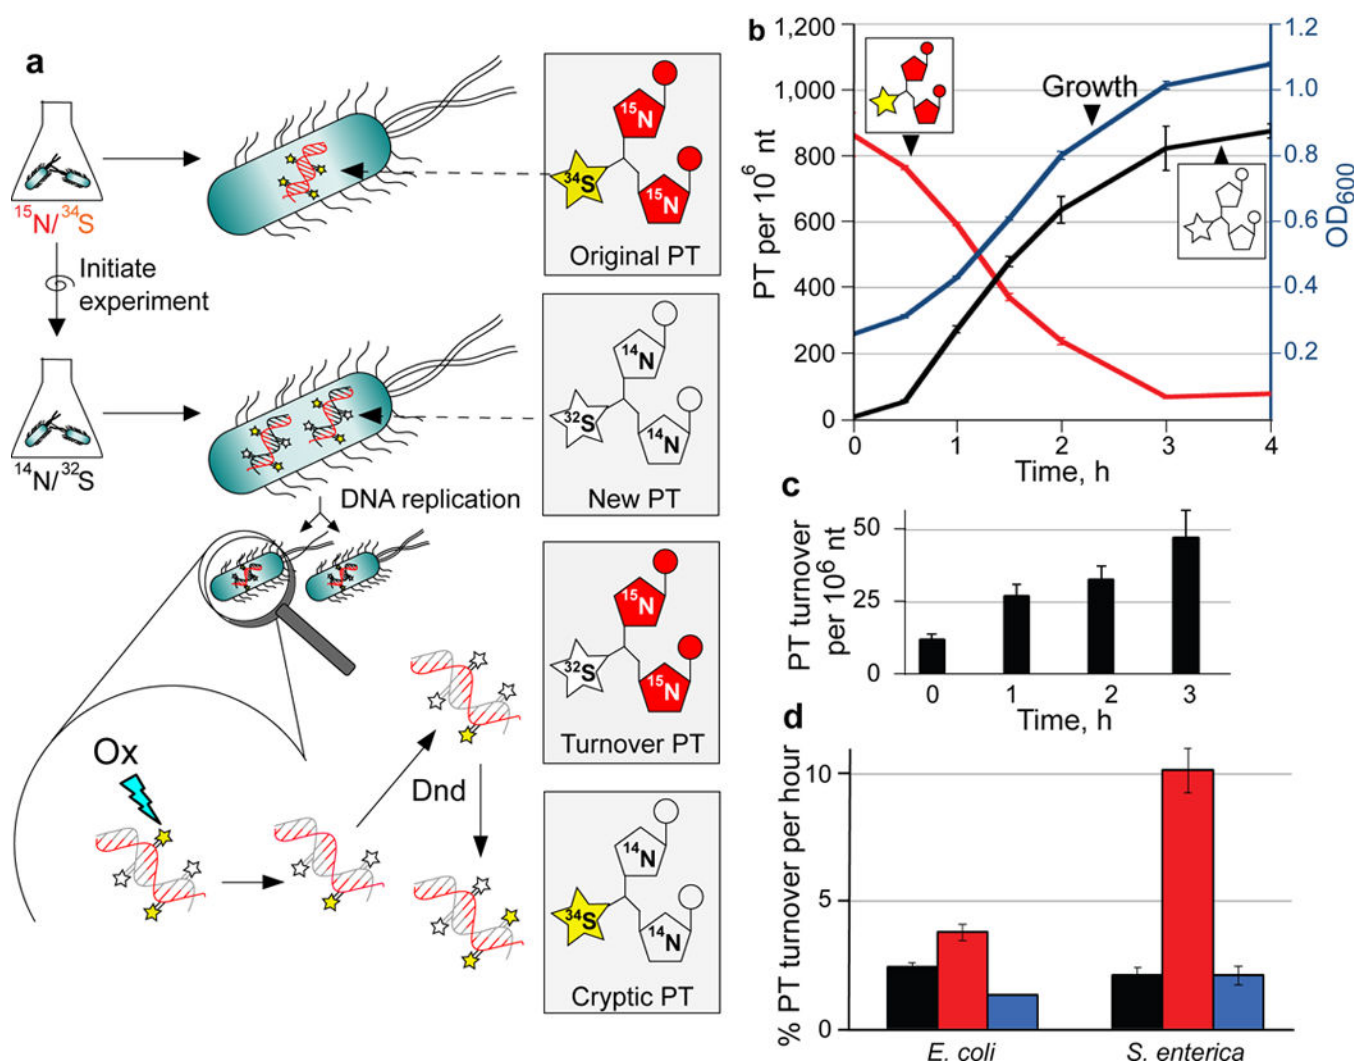 a
15N/ 34S
Initiate
experiment
14N/ 32S
DNA replication
Ox
Dnd
15N
34S
15N
Original PT
14N
32S
14N
New PT
15N
32S
15N
Turnover PT
14N
34S
14N
Cryptic PT
b
PT per 10^6 nt
1,200
1,000
800
600
400
200
0
Growth
1.2
1.0
0.8
0.6
0.4
0.2
OD600
0 1 2 3 4
Time, h
c
PT turnover
per 10^6 nt
50
25
0
0 1 2 3
Time, h
d
% PT turnover per hour
10
5
0
E. coli S. enterica